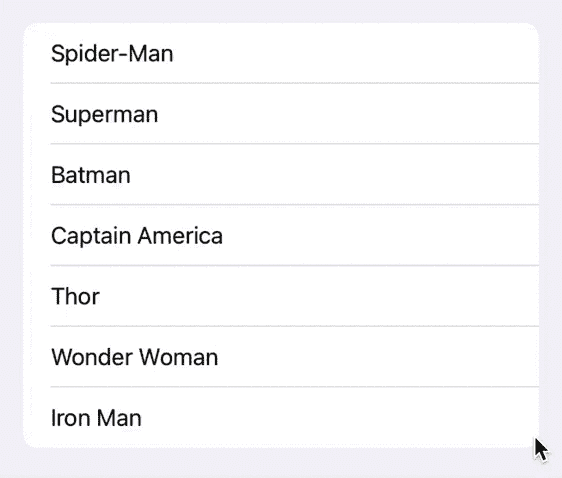 Spider-Man
Superman
Batman
Captain America
Thor
Wonder Woman
Iron Man